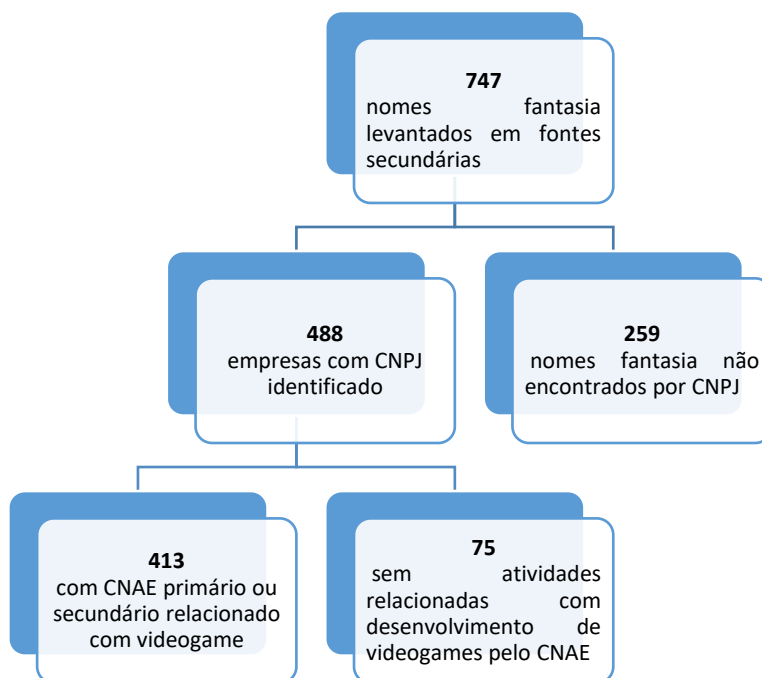 747
nomes fantasia
levantados em fontes
secundárias
488
empresas com CNPJ
identificado
259
nomes fantasia não
encontrados por CNPJ
413
com CNAE primário ou
secundário relacionado
com videogame
75
sem atividades
relacionadas com
desenvolvimento de
videogames pelo CNAE